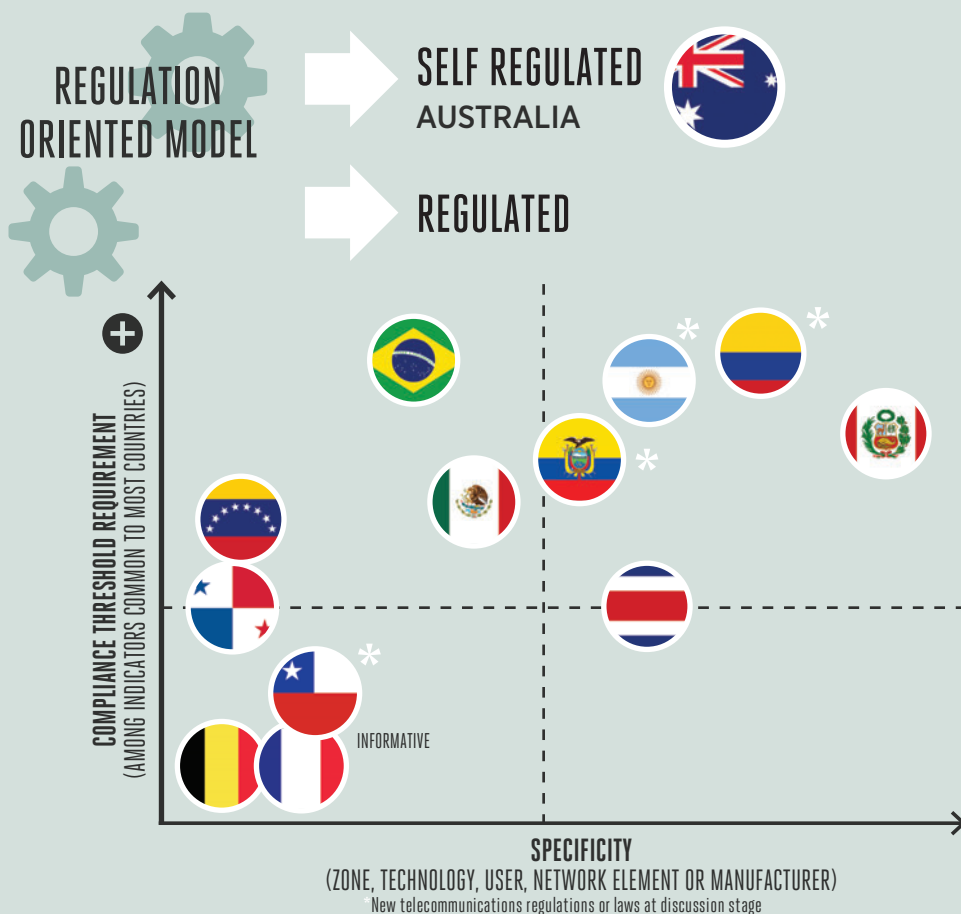 REGULATION
ORIENTED MODEL
SELF REGULATED
AUSTRALIA
REGULATED
COMPLIANCE THRESHOLD REQUIREMENT
(AMONG INDICATORS COMMON TO MOST COUNTRIES)
*
*
*
*
INFORMATIVE
SPECIFICITY
(ZONE, TECHNOLOGY, USER, NETWORK ELEMENT OR MANUFACTURER)
*New telecommunications regulations or laws at discussion stage